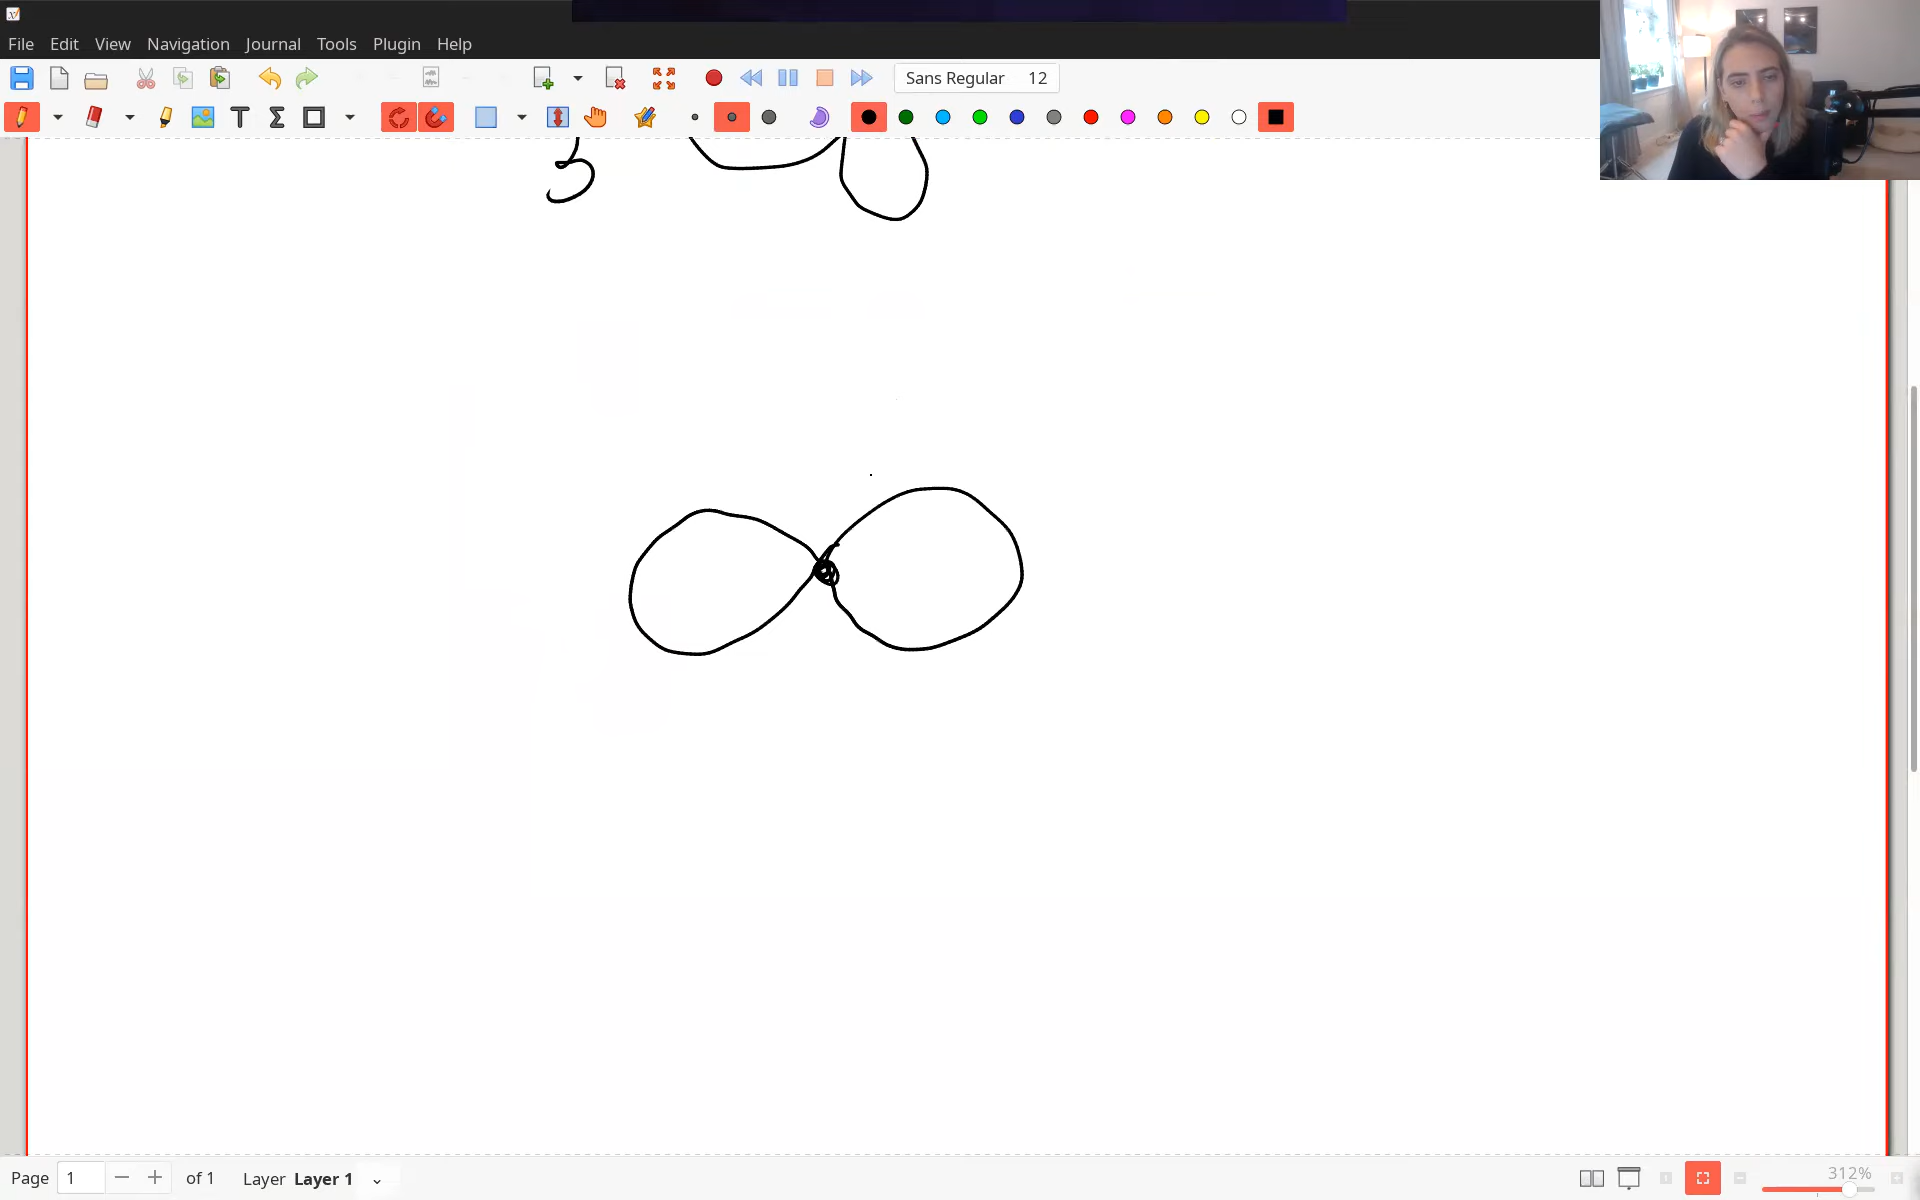 File Edit View Navigation Journal Tools Plugin Help
Sans Regular 12
Page 1 of 1 Layer Layer 1 312%